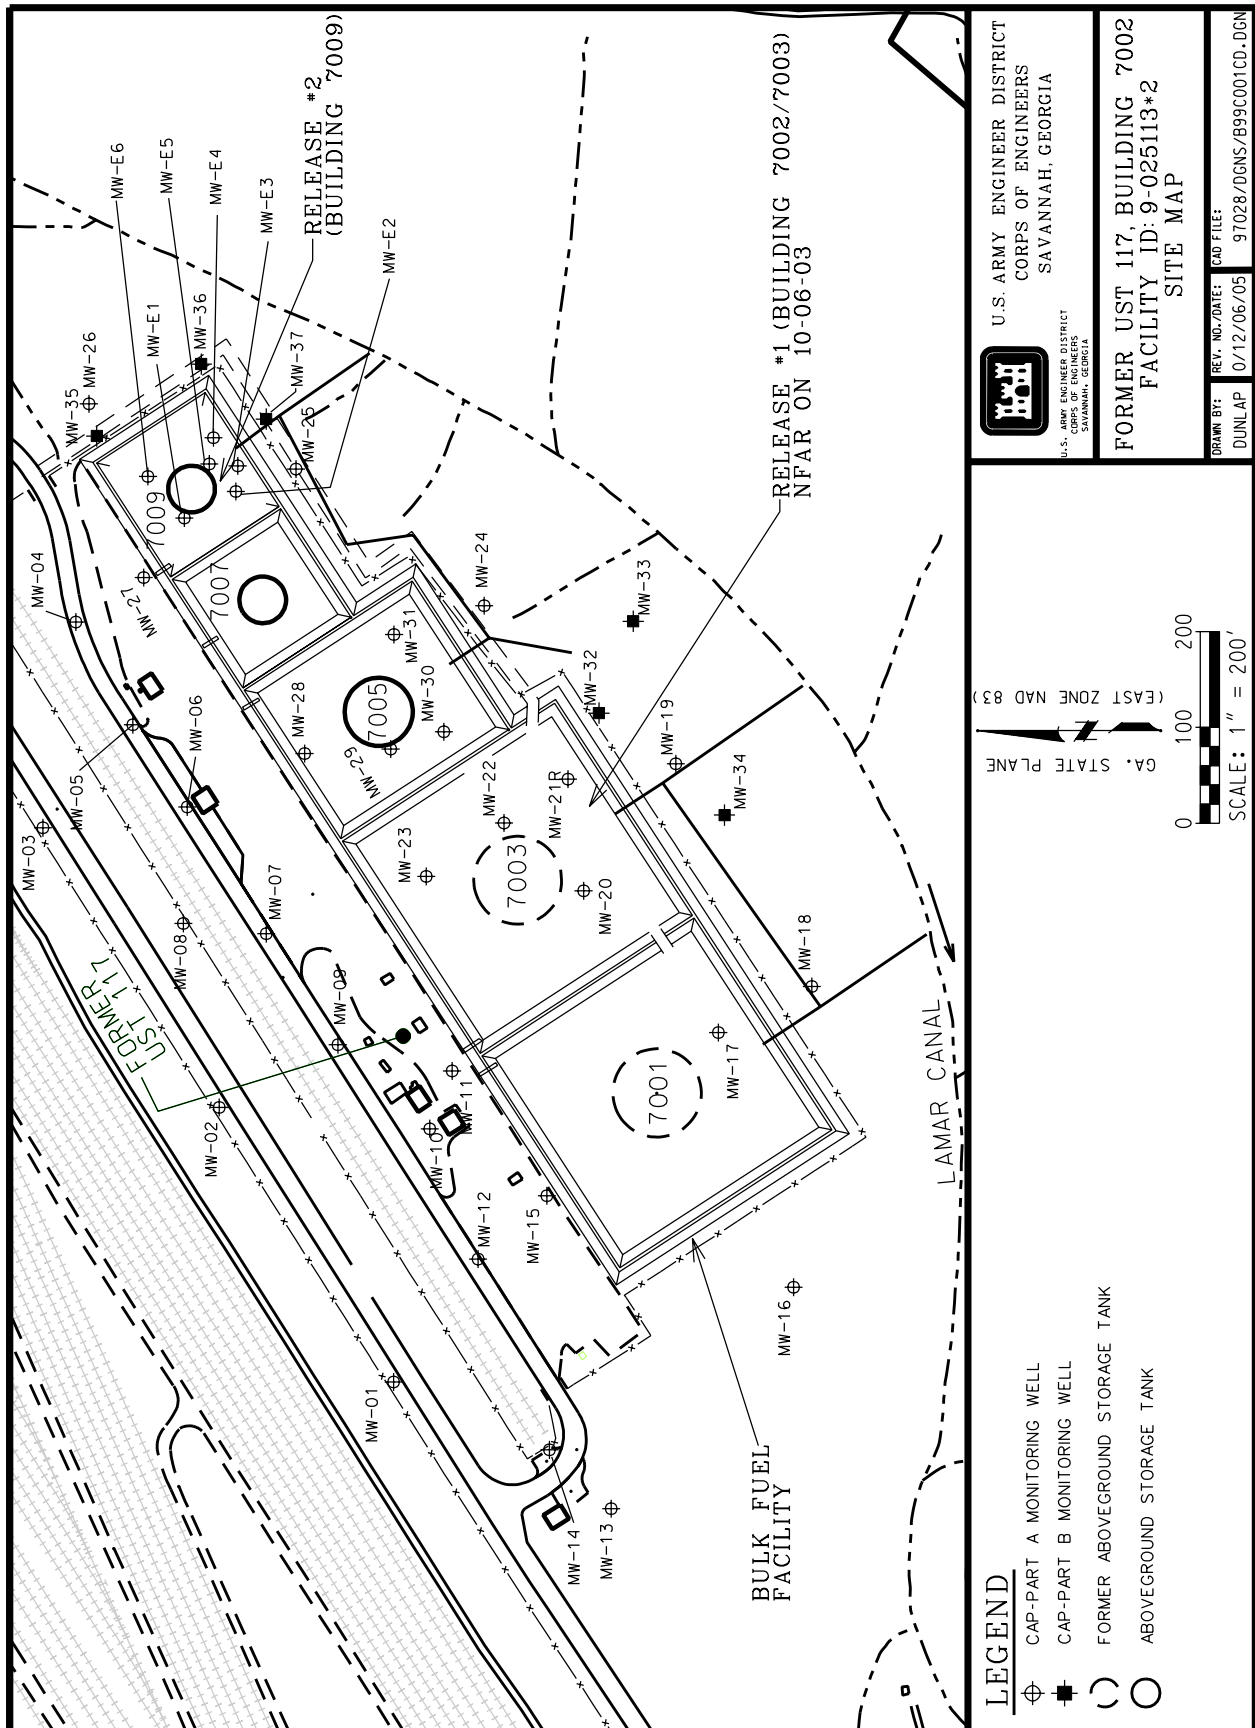 RELEASE #2
(BUILDING 7009)
MW-E6
MW-E5
MW-E4
MW-E3
MW-E2
MW-E1
MW-36
MW-26
MW-35
MW-37
MW-25
7009
MW-04
MW-27
7007
MW-24
MW-31
MW-30
7005
MW-28
MW-29
MW-33
MW-32
MW-19
MW-34
MW-06
MW-05
MW-03
MW-22
MW-21R
MW-23
7003
MW-20
MW-07
MW-08
MW-09
MW-18
FORMER
UST 117
MW-02
MW-11
MW-10
MW-17
7001
MW-12
MW-15
MW-16
MW-01
MW-14
MW-13
RELEASE #1 (BUILDING 7002/7003)
NFAR ON 10-06-03
LAMAR CANAL
BULK FUEL
FACILITY
LEGEND
CAP-PART A MONITORING WELL
CAP-PART B MONITORING WELL
FORMER ABOVEGROUND STORAGE TANK
ABOVEGROUND STORAGE TANK
GA. STATE PLANE
(EAST ZONE NAD 83)
0 100 200
SCALE: 1" = 200'
U.S. ARMY ENGINEER DISTRICT
CORPS OF ENGINEERS
SAVANNAH, GEORGIA
U.S. ARMY ENGINEER DISTRICT
CORPS OF ENGINEERS
SAVANNAH, GEORGIA
FORMER UST 117, BUILDING 7002
FACILITY ID: 9-025113*2
SITE MAP
DRAWN BY:
DUNLAP
REV. NO./DATE:
0/12/06/05
CAD FILE:
97028/DGNS/B99C001CD.DGN